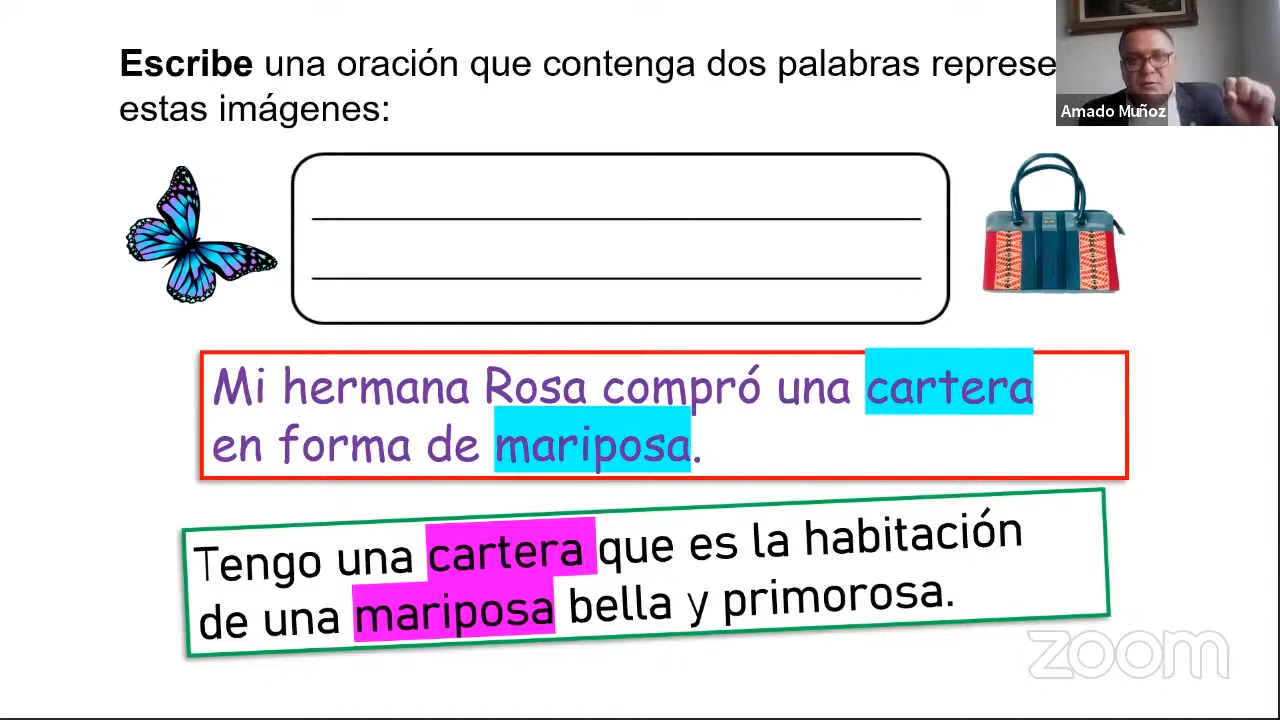 Escribe una oración que contenga dos palabras represe
estas imágenes:
Amado Muñoz
Mi hermana Rosa compró una cartera
en forma de mariposa.
Tengo una cartera que es la habitación
de una mariposa bella y primorosa.
zoom